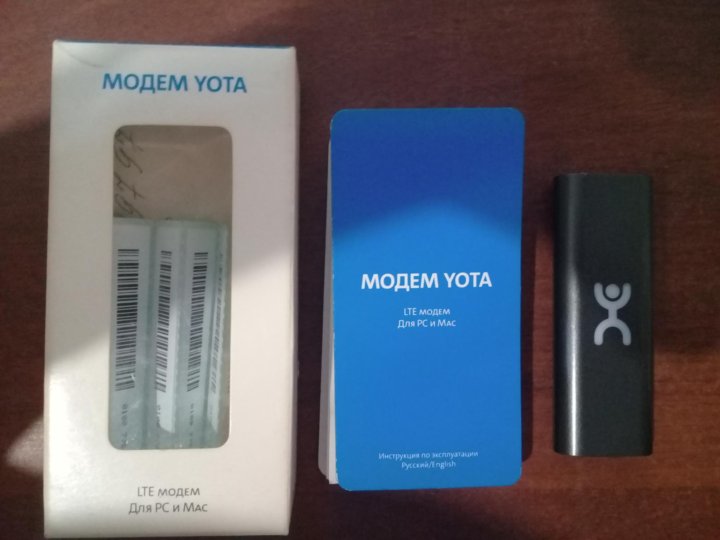 МОДЕМ YOTA
LTE МОДЕМ
Для PC и Mac
МОДЕМ YOTA
LTE МОДЕМ
Для PC и Mac
Инструкция по эксплуатации
Русский/English